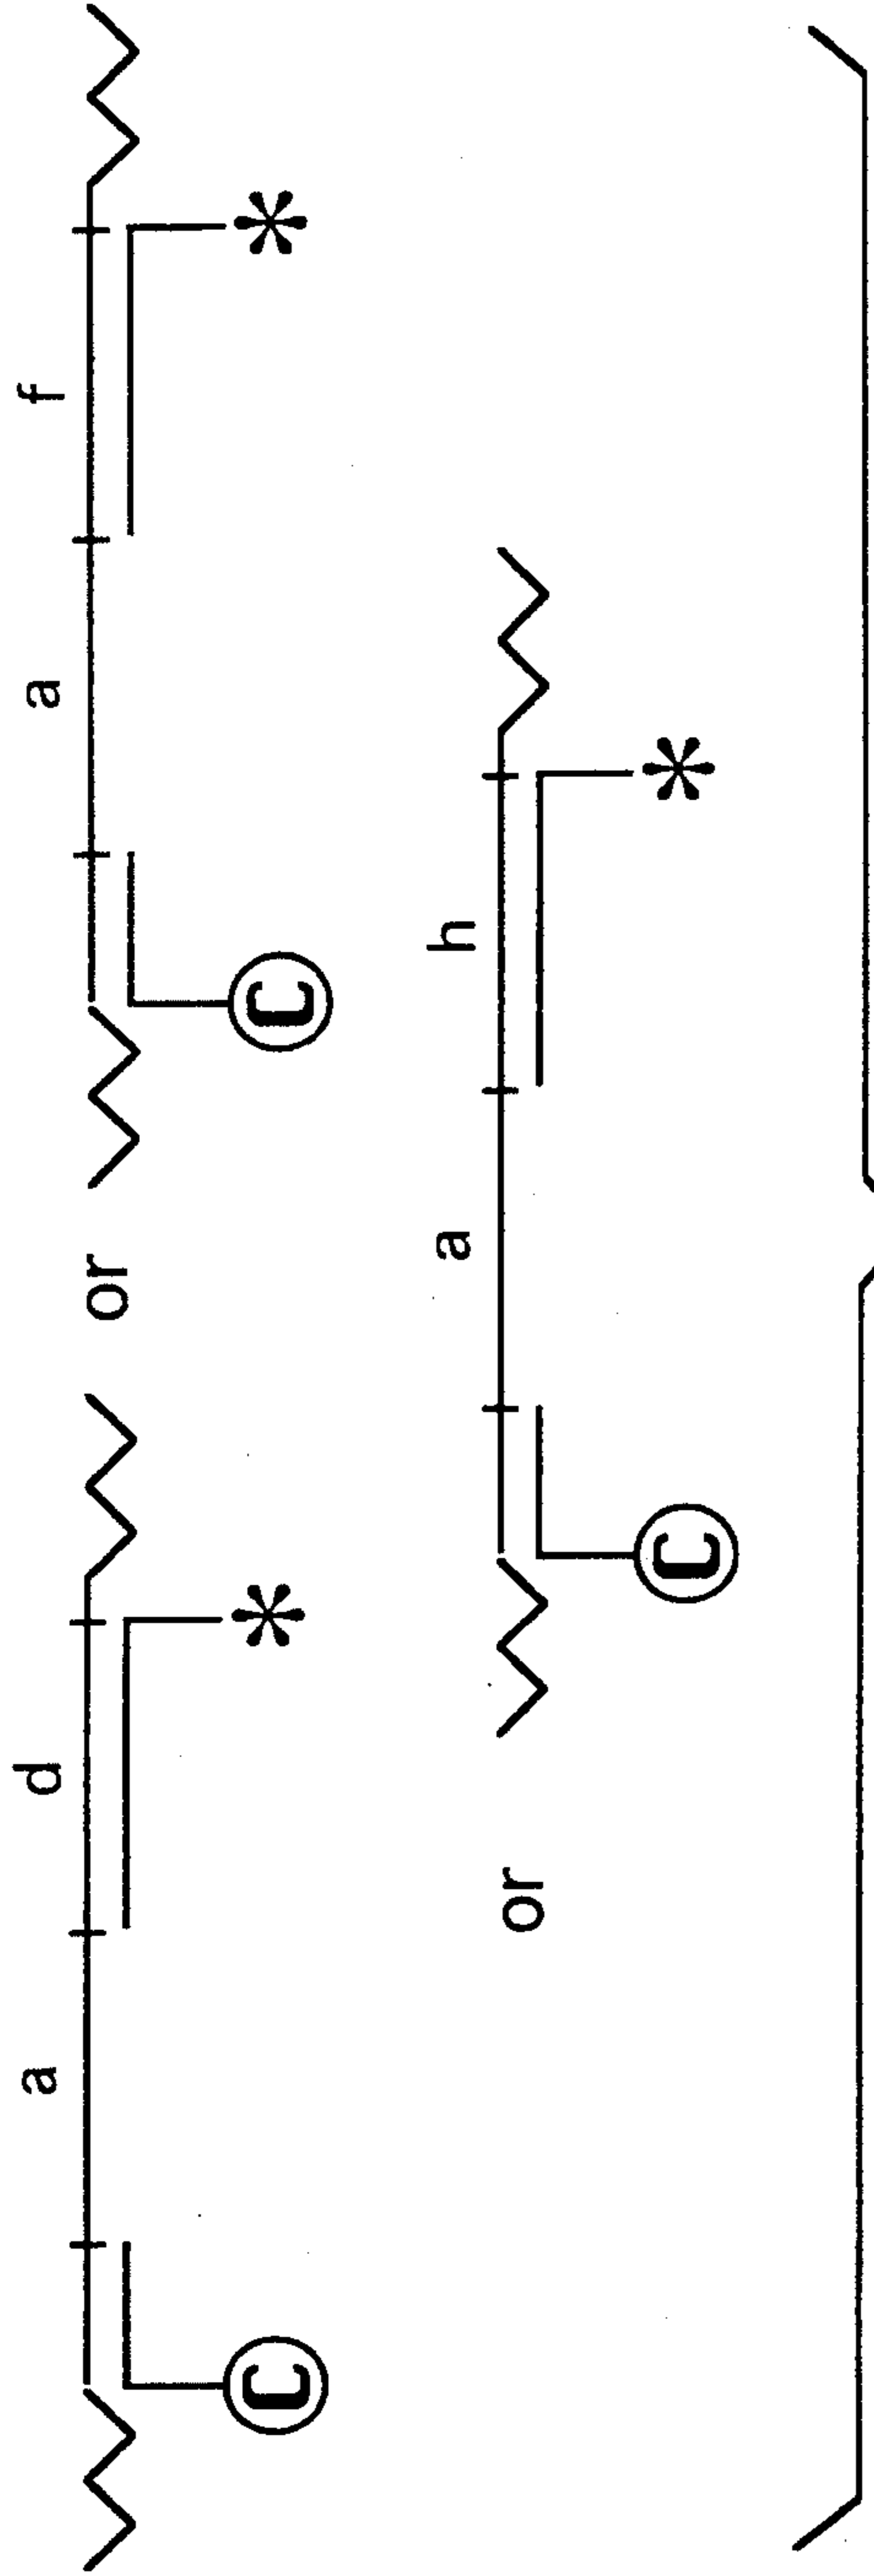 a d a f
or
Ⓒ * Ⓒ *
a h
or
Ⓒ *